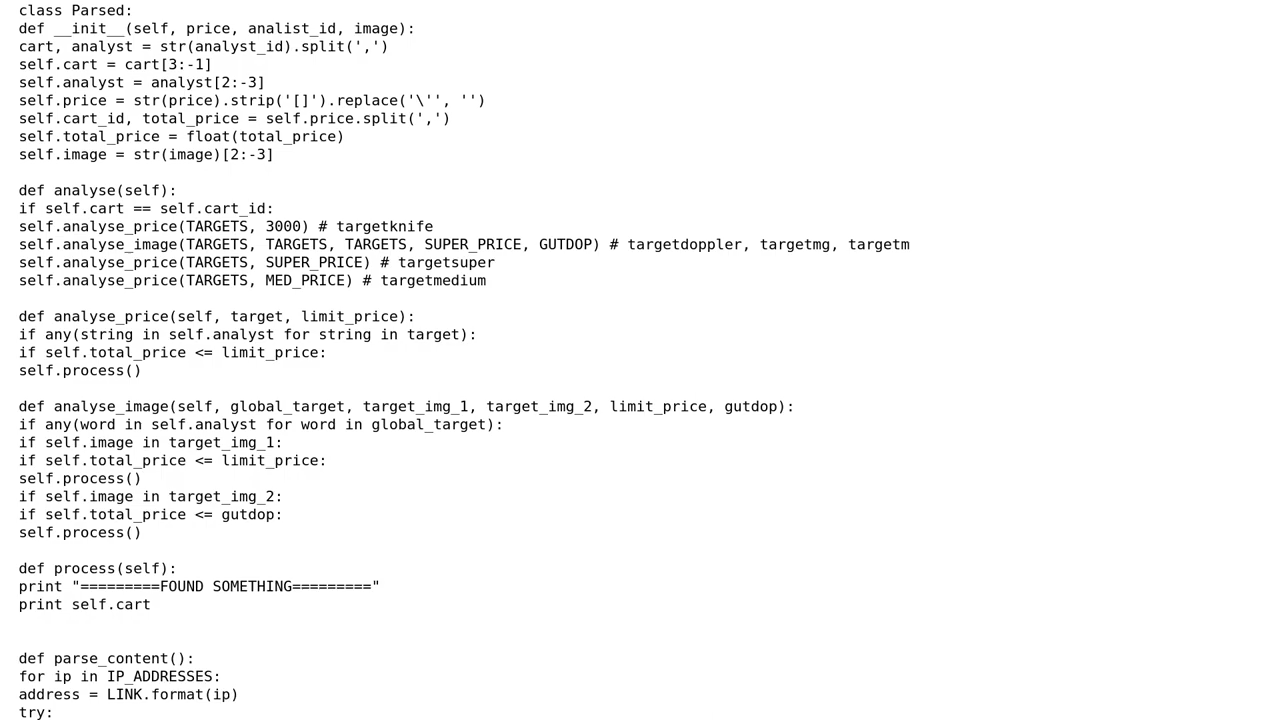 class Parsed:
def __init__(self, price, analist_id, image):
cart, analyst = str(analyst_id).split(',')
self.cart = cart[3:-1]
self.analyst = analyst[2:-3]
self.price = str(price).strip('[]').replace('\'', '')
self.cart_id, total_price = self.price.split(',')
self.total_price = float(total_price)
self.image = str(image)[2:-3]

def analyse(self):
if self.cart == self.cart_id:
self.analyse_price(TARGETS, 3000) # targetknife
self.analyse_image(TARGETS, TARGETS, TARGETS, SUPER_PRICE, GUTDOP) # targetdoppler, targetmg, targetm
self.analyse_price(TARGETS, SUPER_PRICE) # targetsuper
self.analyse_price(TARGETS, MED_PRICE) # targetmedium

def analyse_price(self, target, limit_price):
if any(string in self.analyst for string in target):
if self.total_price <= limit_price:
self.process()

def analyse_image(self, global_target, target_img_1, target_img_2, limit_price, gutdop):
if any(word in self.analyst for word in global_target):
if self.image in target_img_1:
if self.total_price <= limit_price:
self.process()
if self.image in target_img_2:
if self.total_price <= gutdop:
self.process()

def process(self):
print "=========FOUND SOMETHING========="
print self.cart


def parse_content():
for ip in IP_ADDRESSES:
address = LINK.format(ip)
try: